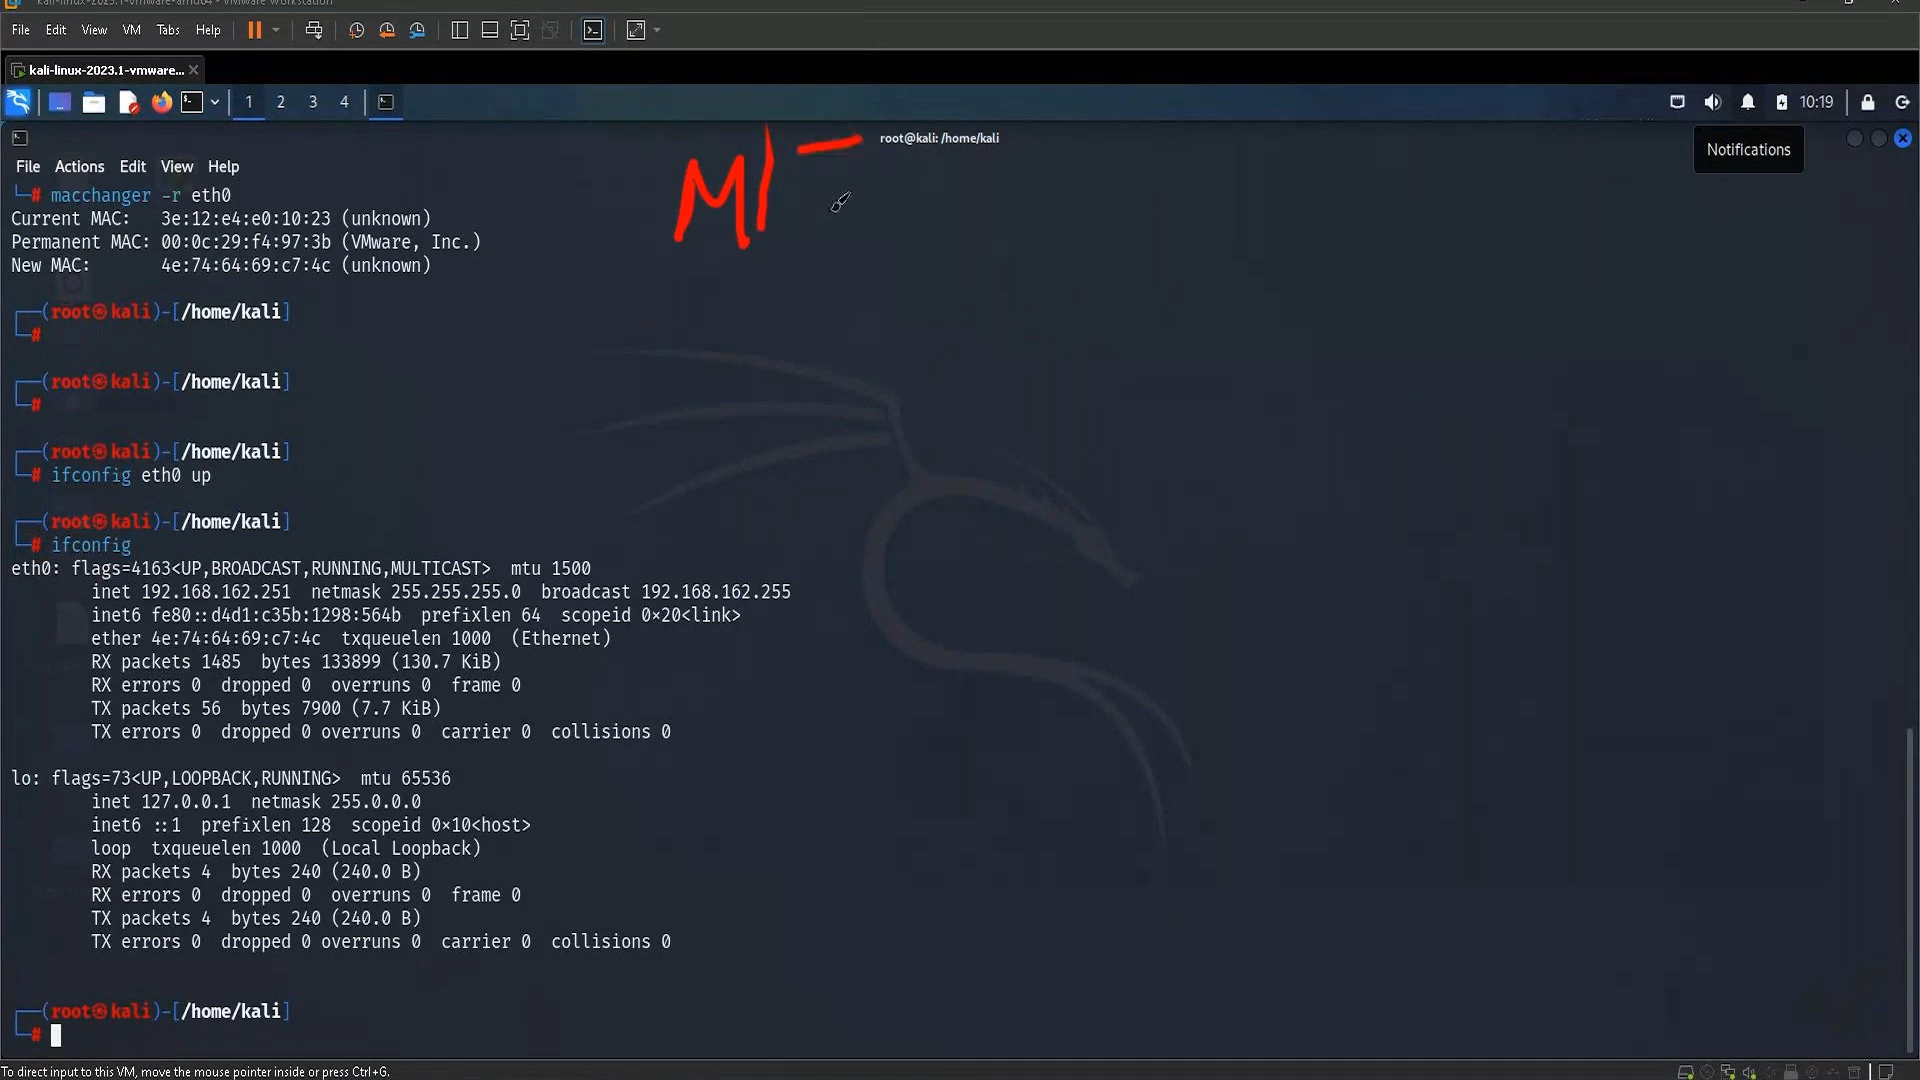 kali-linux-2023.1-vmware-amd64 - VMware Workstation
File Edit View VM Tabs Help
kali-linux-2023.1-vmware...
1 2 3 4 10:19
root@kali: /home/kali
Notifications
MI
File Actions Edit View Help
└─# macchanger -r eth0
Current MAC:   3e:12:e4:e0:10:23 (unknown)
Permanent MAC: 00:0c:29:f4:97:3b (VMware, Inc.)
New MAC:       4e:74:64:69:c7:4c (unknown)
┌──(root㉿kali)-[/home/kali]
└─#
┌──(root㉿kali)-[/home/kali]
└─#
┌──(root㉿kali)-[/home/kali]
└─# ifconfig eth0 up
┌──(root㉿kali)-[/home/kali]
└─# ifconfig
eth0: flags=4163<UP,BROADCAST,RUNNING,MULTICAST>  mtu 1500
inet 192.168.162.251  netmask 255.255.255.0  broadcast 192.168.162.255
inet6 fe80::d4d1:c35b:1298:564b  prefixlen 64  scopeid 0×20<link>
ether 4e:74:64:69:c7:4c  txqueuelen 1000  (Ethernet)
RX packets 1485  bytes 133899 (130.7 KiB)
RX errors 0  dropped 0  overruns 0  frame 0
TX packets 56  bytes 7900 (7.7 KiB)
TX errors 0  dropped 0 overruns 0  carrier 0  collisions 0
lo: flags=73<UP,LOOPBACK,RUNNING>  mtu 65536
inet 127.0.0.1  netmask 255.0.0.0
inet6 ::1  prefixlen 128  scopeid 0×10<host>
loop  txqueuelen 1000  (Local Loopback)
RX packets 4  bytes 240 (240.0 B)
RX errors 0  dropped 0  overruns 0  frame 0
TX packets 4  bytes 240 (240.0 B)
TX errors 0  dropped 0 overruns 0  carrier 0  collisions 0
┌──(root㉿kali)-[/home/kali]
└─#
To direct input to this VM, move the mouse pointer inside or press Ctrl+G.